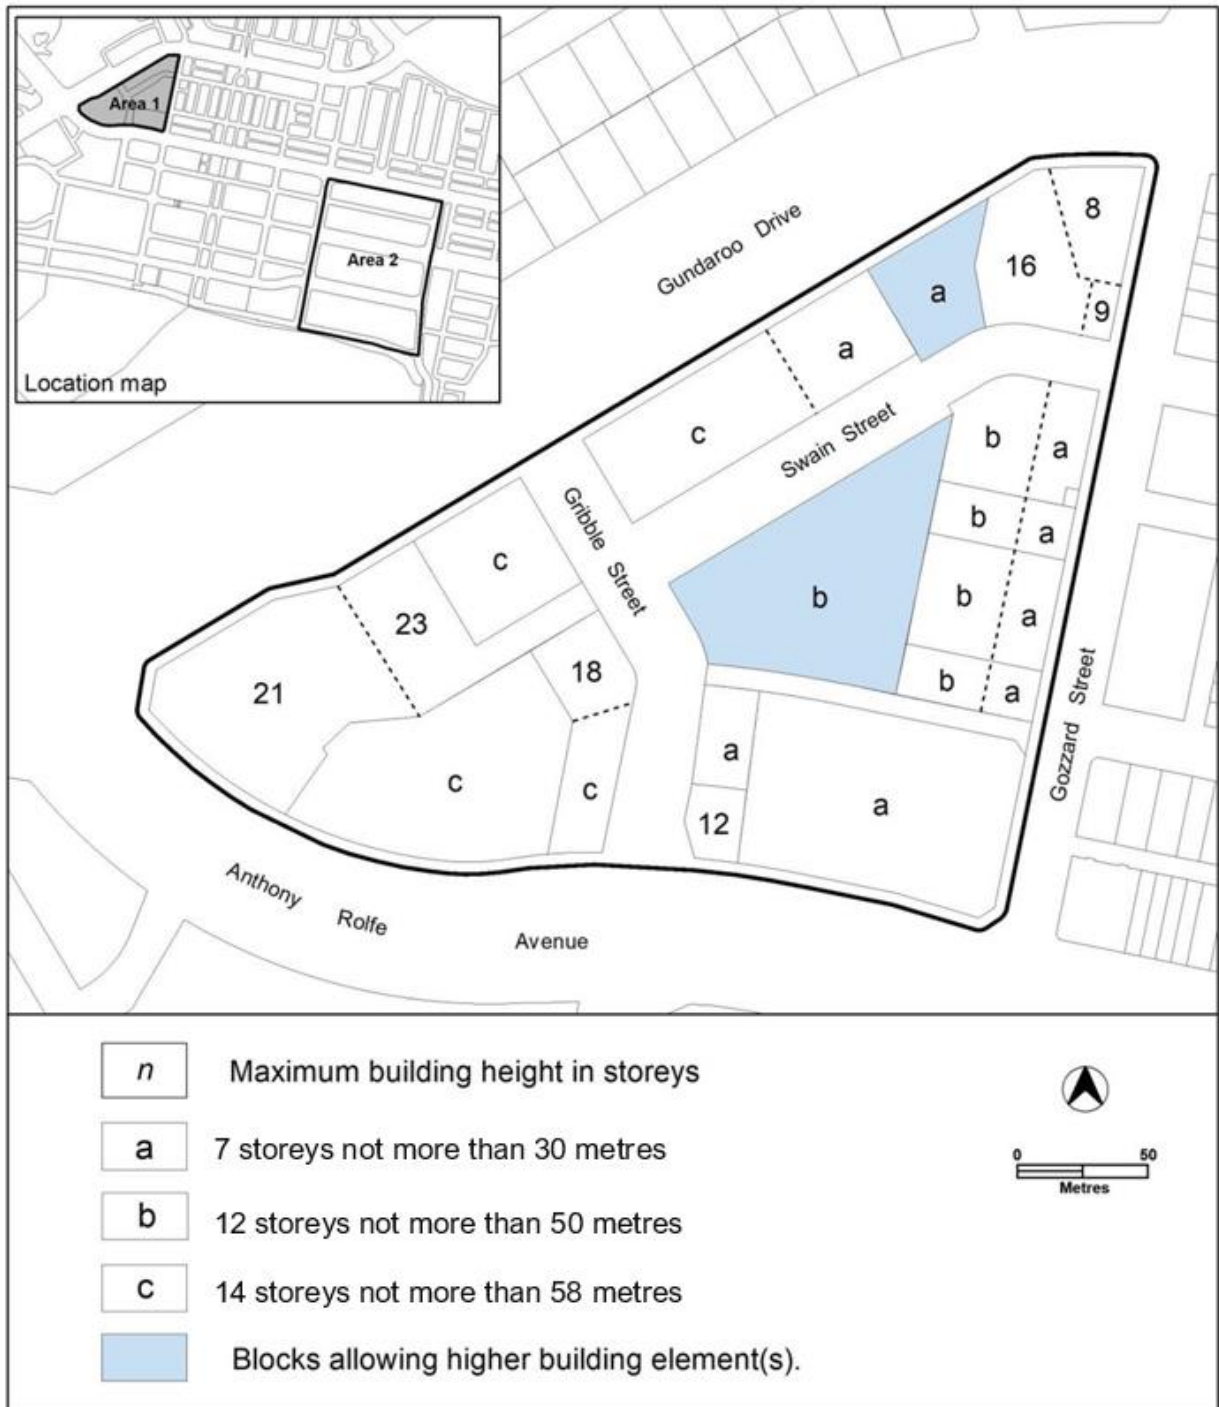 Area 1
Area 2
Location map
Gundaroo Drive
8
16
9
a
a
c
Swain Street
b
a
b
a
b
b
a
b
a
Gribble Street
c
23
18
21
c
c
a
12
a
Gozzard Street
Anthony Rolfe Avenue
n Maximum building height in storeys
a 7 storeys not more than 30 metres
b 12 storeys not more than 50 metres
c 14 storeys not more than 58 metres
Blocks allowing higher building element(s).
0 50
Metres